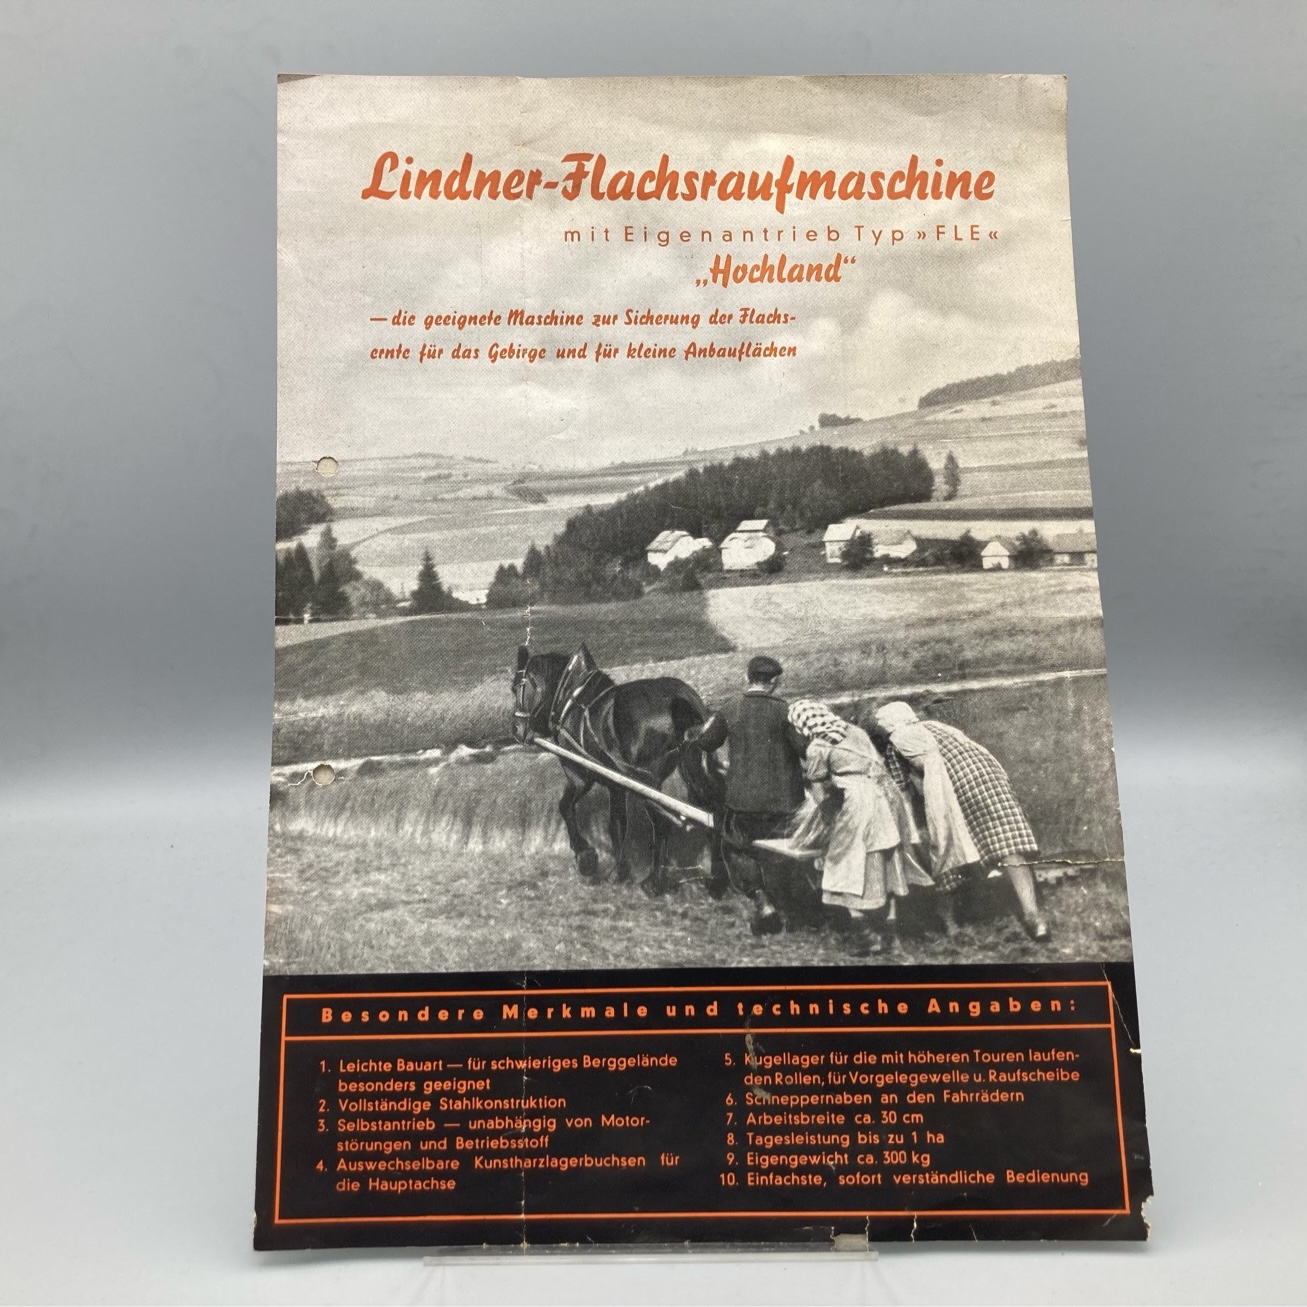 Lindner-Flachsraufmaschine
mit Eigenantrieb Typ »FLE«
„Hochland“
— die geeignete Maschine zur Sicherung der Flachs-
ernte für das Gebirge und für kleine Anbauflächen
Besondere Merkmale und technische Angaben:
1. Leichte Bauart — für schwieriges Berggelände
besonders geeignet
2. Vollständige Stahlkonstruktion
3. Selbstantrieb — unabhängig von Motor-
störungen und Betriebsstoff
4. Auswechselbare Kunstharzlagerbuchsen für
die Hauptachse
5. Kugellager für die mit höheren Touren laufen-
den Rollen, für Vorgelegewelle u. Raufscheibe
6. Schneppernaben an den Fahrrädern
7. Arbeitsbreite ca. 30 cm
8. Tagesleistung bis zu 1 ha
9. Eigengewicht ca. 300 kg
10. Einfachste, sofort verständliche Bedienung